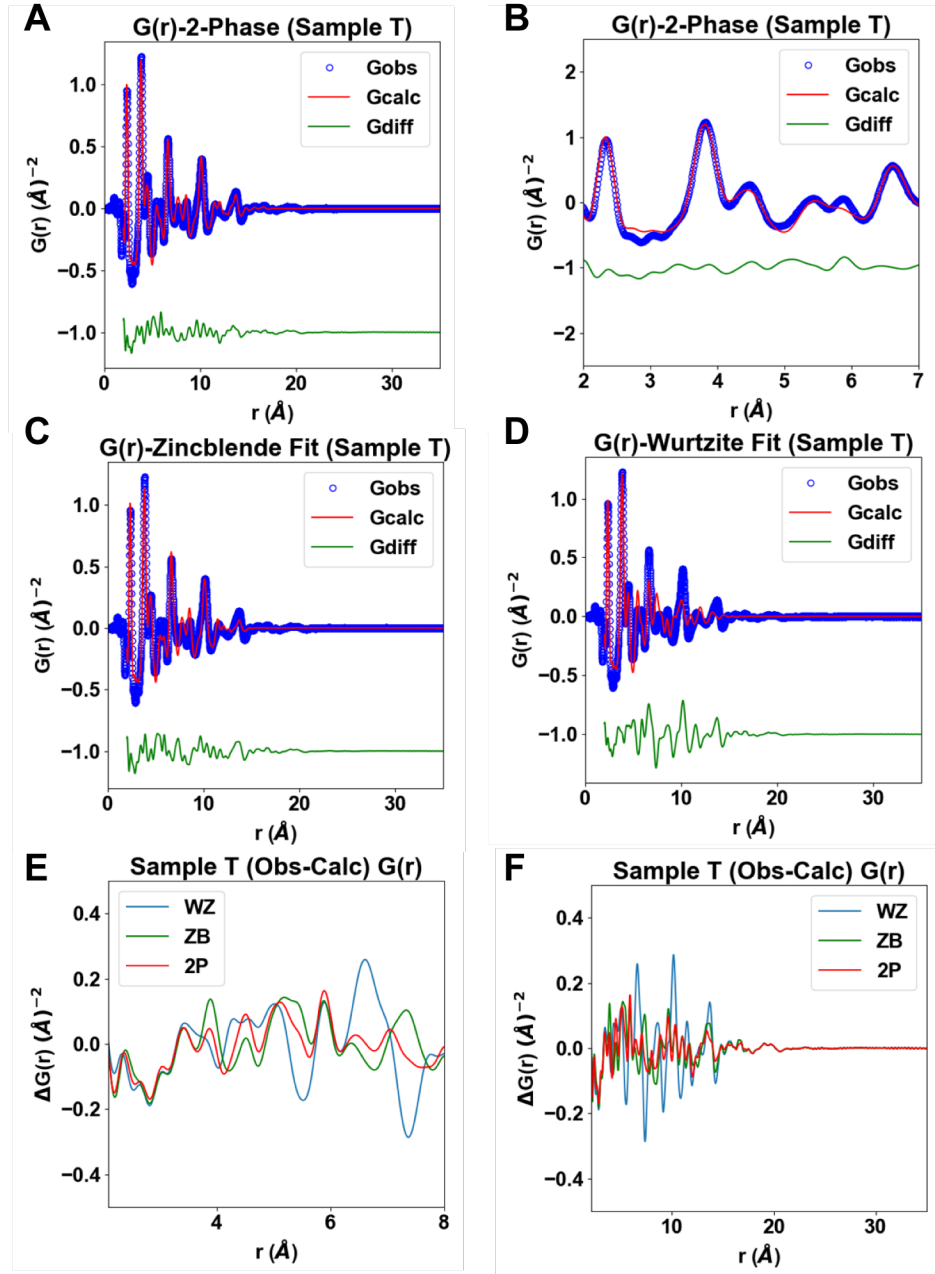 A
G(r)-2-Phase (Sample T)
Gobs
Gcalc
Gdiff
1.0
0.5
0.0
−0.5
−1.0
G(r) (Å)⁻²
0
10
20
30
r (Å)
B
G(r)-2-Phase (Sample T)
Gobs
Gcalc
Gdiff
2
1
0
−1
−2
G(r) (Å)⁻²
2
3
4
5
6
7
r (Å)
C
G(r)-Zincblende Fit (Sample T)
Gobs
Gcalc
Gdiff
1.0
0.5
0.0
−0.5
−1.0
G(r) (Å)⁻²
0
10
20
30
r (Å)
D
G(r)-Wurtzite Fit (Sample T)
Gobs
Gcalc
Gdiff
1.0
0.5
0.0
−0.5
−1.0
G(r) (Å)⁻²
0
10
20
30
r (Å)
E
Sample T (Obs-Calc) G(r)
WZ
ZB
2P
0.4
0.2
0.0
−0.2
−0.4
ΔG(r) (Å)⁻²
4
6
8
r (Å)
F
Sample T (Obs-Calc) G(r)
WZ
ZB
2P
0.4
0.2
0.0
−0.2
−0.4
ΔG(r) (Å)⁻²
10
20
30
r (Å)